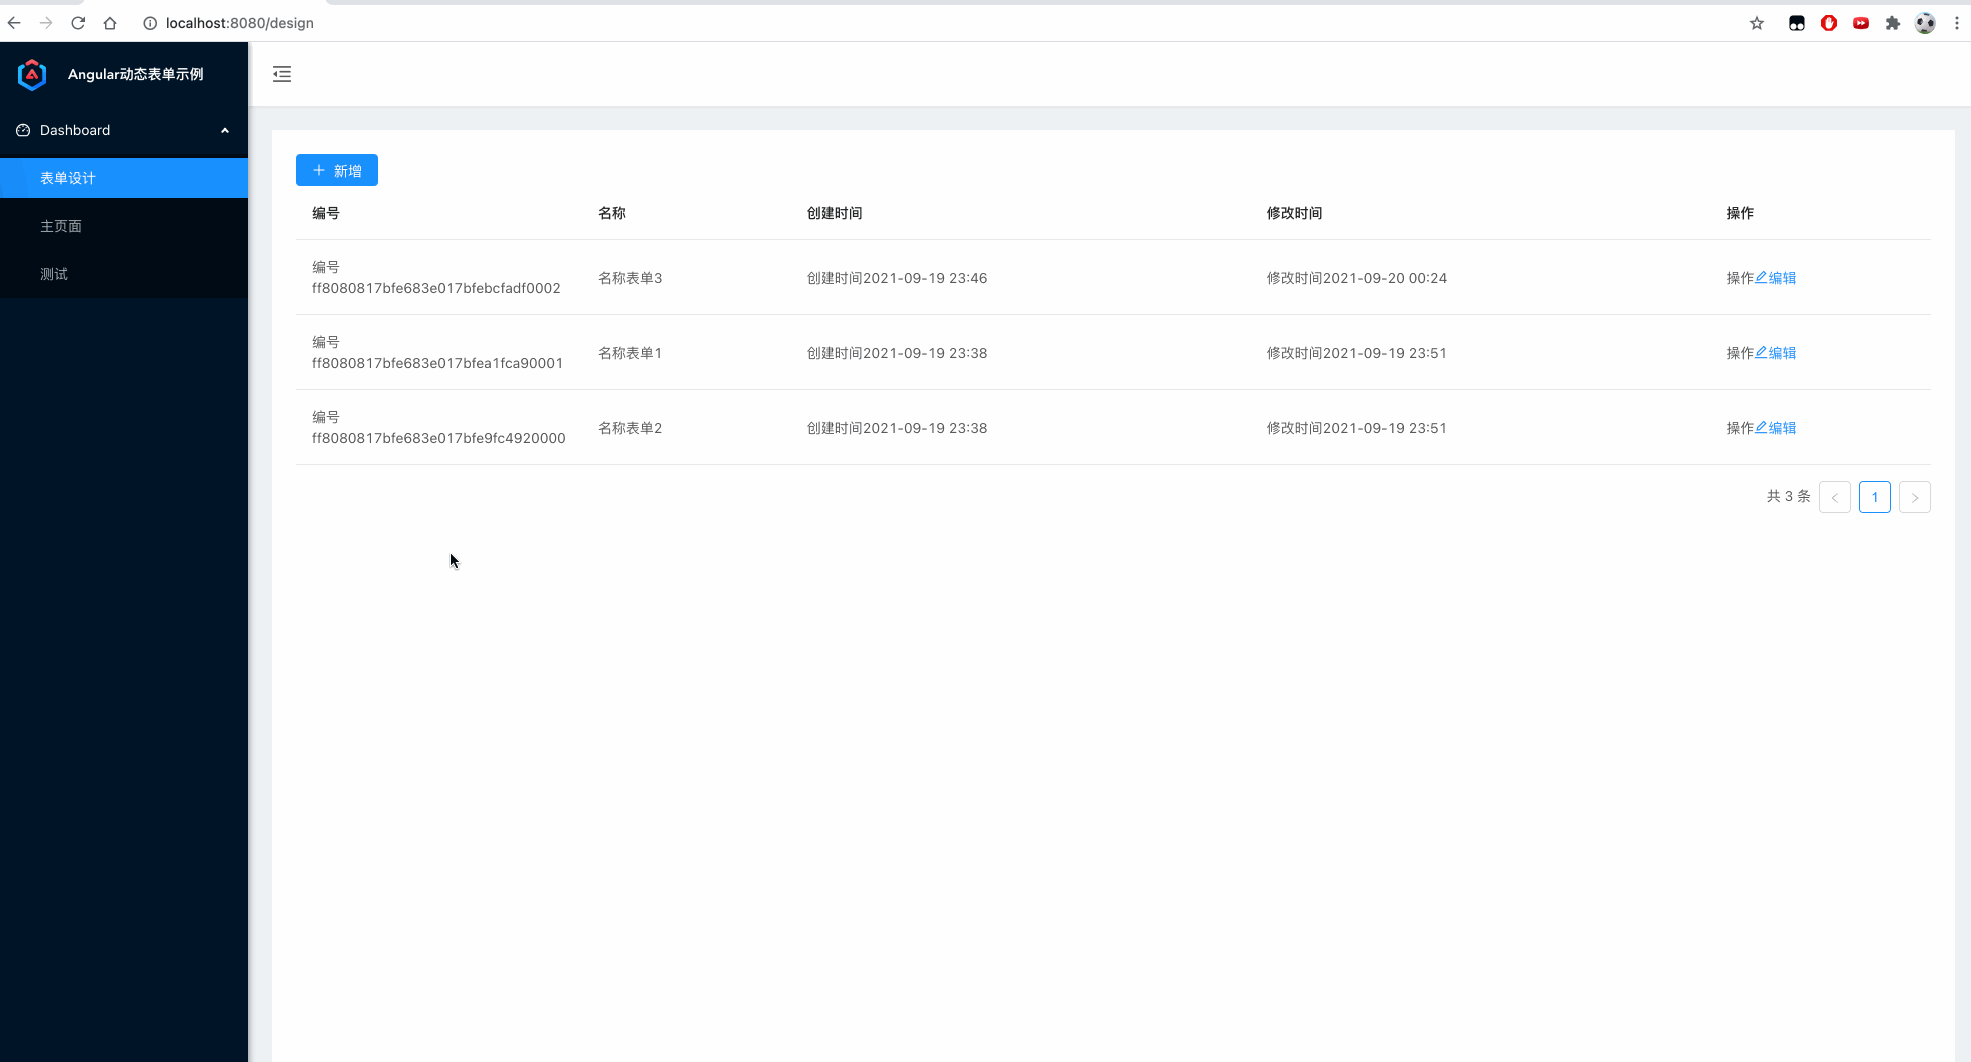 localhost:8080/design
Angular动态表单示例
Dashboard
表单设计
主页面
测试
新增
编号 名称 创建时间 修改时间 操作
编号
ff8080817bfe683e017bfebcfadf0002 名称表单3 创建时间2021-09-19 23:46 修改时间2021-09-20 00:24 操作编辑
编号
ff8080817bfe683e017bfea1fca90001 名称表单1 创建时间2021-09-19 23:38 修改时间2021-09-19 23:51 操作编辑
编号
ff8080817bfe683e017bfe9fc4920000 名称表单2 创建时间2021-09-19 23:38 修改时间2021-09-19 23:51 操作编辑
共 3 条 < 1 >